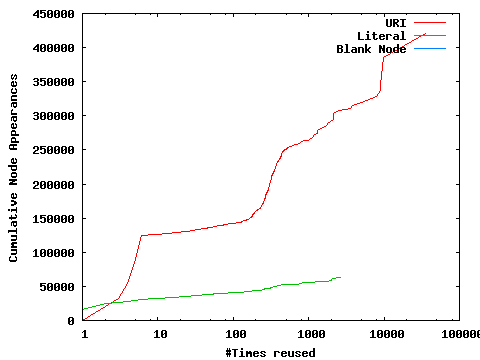 450000
400000
350000
300000
250000
200000
150000
100000
50000
0
Cumulative Node Appearances
URI
Literal
Blank Node
1 10 100 1000 10000 100000
#Times reused